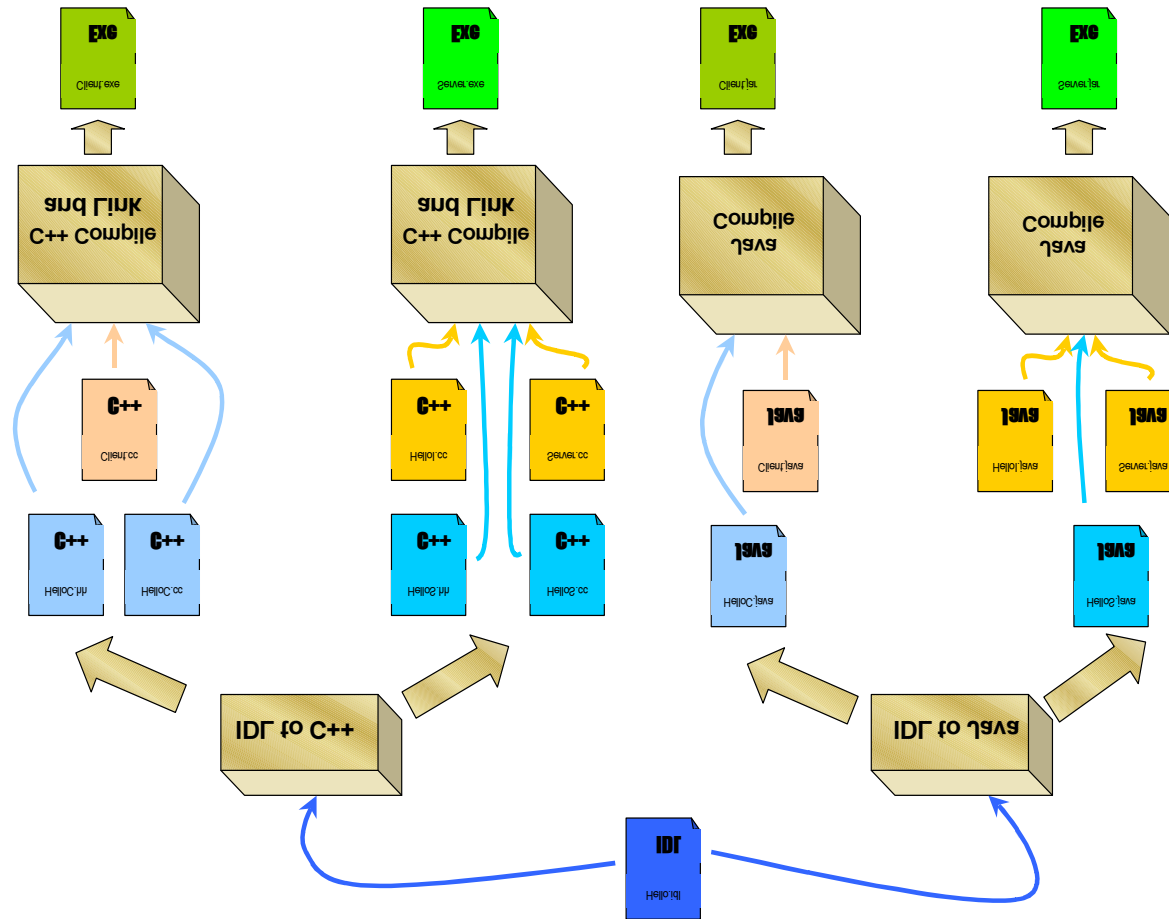 Hello.idl
IDL
IDL to C++
IDL to Java
HelloC.hh
C++
HelloC.cc
C++
HelloS.hh
C++
HelloS.cc
C++
HelloC.java
Java
HelloS.java
Java
Client.cc
C++
HelloI.cc
C++
Server.cc
C++
Client.java
Java
HelloI.java
Java
Server.java
Java
C++ Compile
and Link
C++ Compile
and Link
Java
Compile
Java
Compile
Client.exe
Exe
Server.exe
Exe
Client.jar
Exe
Server.jar
Exe